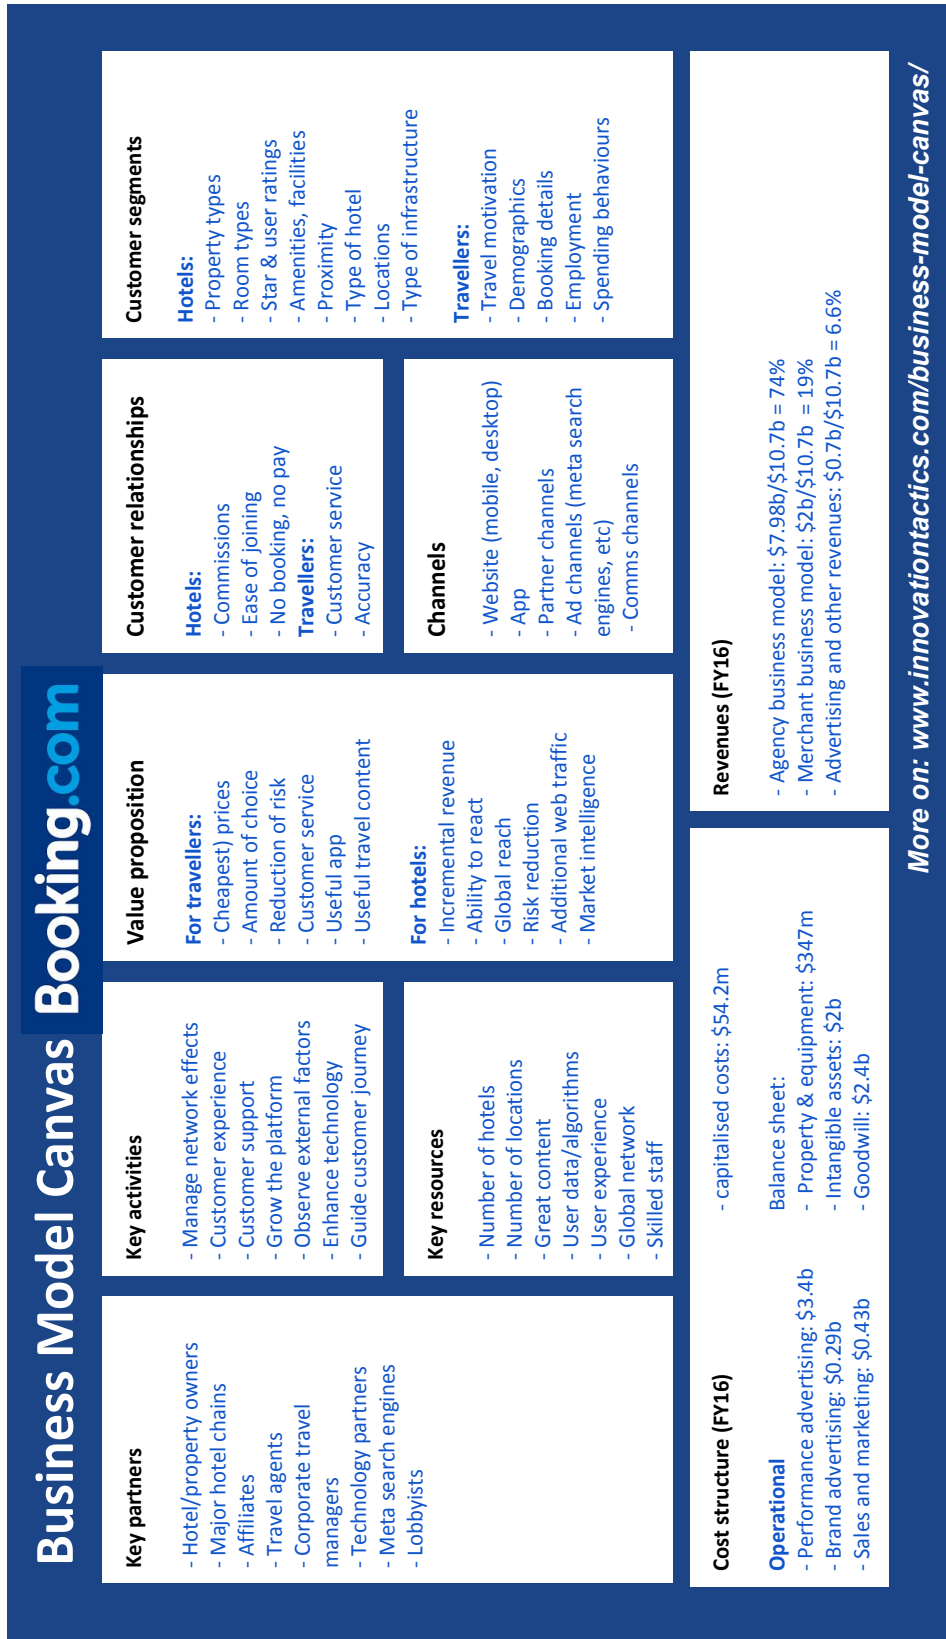 Business Model Canvas Booking.com
Key partners
- Hotel/property owners
- Major hotel chains
- Affiliates
- Travel agents
- Corporate travel
managers
- Technology partners
- Meta search engines
- Lobbyists
Key activities
- Manage network effects
- Customer experience
- Customer support
- Grow the platform
- Observe external factors
- Enhance technology
- Guide customer journey
Key resources
- Number of hotels
- Number of locations
- Great content
- User data/algorithms
- User experience
- Global network
- Skilled staff
Value proposition
For travellers:
- Cheapest) prices
- Amount of choice
- Reduction of risk
- Customer service
- Useful app
- Useful travel content
For hotels:
- Incremental revenue
- Ability to react
- Global reach
- Risk reduction
- Additional web traffic
- Market intelligence
Customer relationships
Hotels:
- Commissions
- Ease of joining
- No booking, no pay
Travellers:
- Customer service
- Accuracy
Channels
- Website (mobile, desktop)
- App
- Partner channels
- Ad channels (meta search
engines, etc)
- Comms channels
Customer segments
Hotels:
- Property types
- Room types
- Star & user ratings
- Amenities, facilities
- Proximity
- Type of hotel
- Locations
- Type of infrastructure
Travellers:
- Travel motivation
- Demographics
- Booking details
- Employment
- Spending behaviours
Cost structure (FY16)
Operational
- Performance advertising: $3.4b
- Brand advertising: $0.29b
- Sales and marketing: $0.43b
- capitalised costs: $54.2m
Balance sheet:
- Property & equipment: $347m
- Intangible assets: $2b
- Goodwill: $2.4b
Revenues (FY16)
- Agency business model: $7.98b/$10.7b = 74%
- Merchant business model: $2b/$10.7b = 19%
- Advertising and other revenues: $0.7b/$10.7b = 6.6%
More on: www.innovationtactics.com/business-model-canvas/